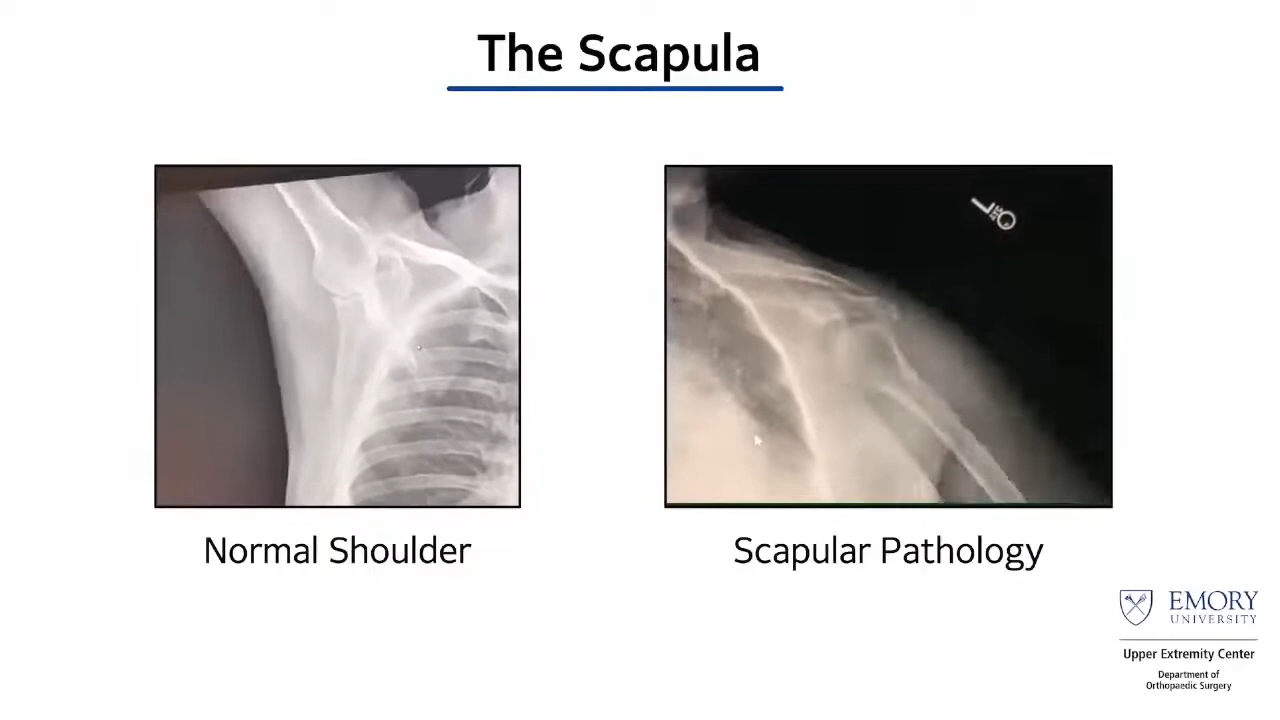 The Scapula
Normal Shoulder
Scapular Pathology
EMORY
UNIVERSITY
Upper Extremity Center
Department of
Orthopaedic Surgery